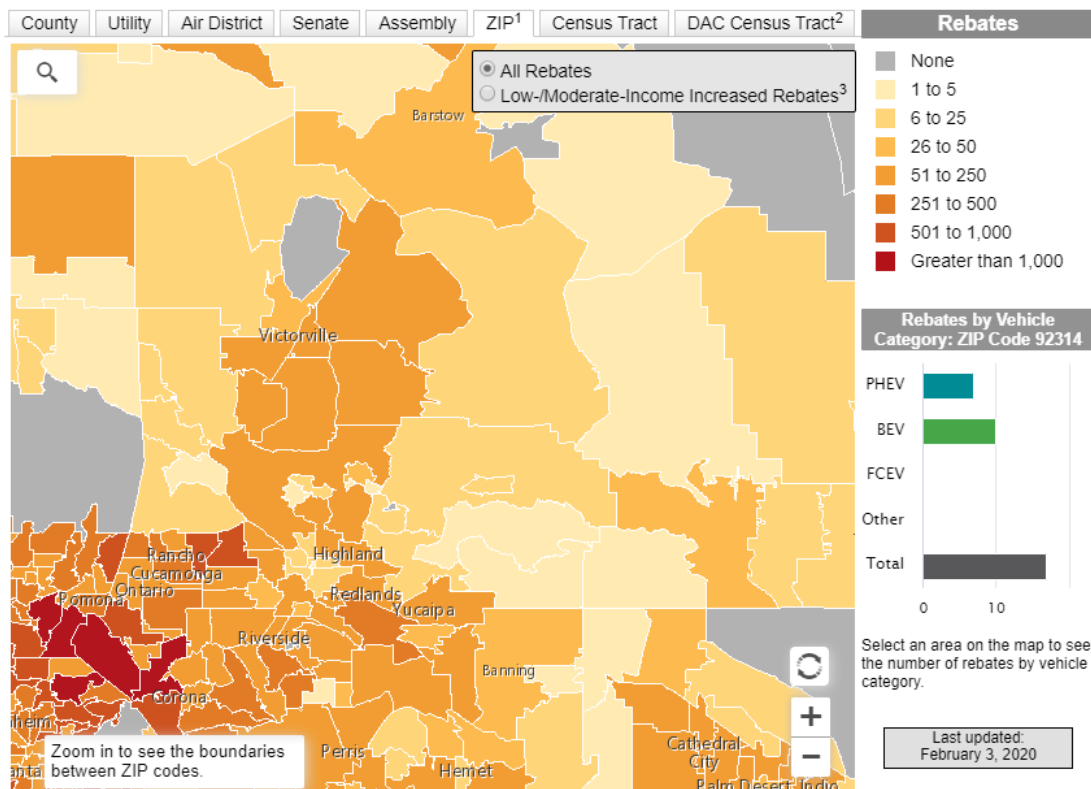 County
Utility
Air District
Senate
Assembly
ZIP¹
Census Tract
DAC Census Tract²
All Rebates
Low-/Moderate-Income Increased Rebates³
Barstow
Victorville
Highland
Rancho
Cucamonga
Ontario
Pomona
Redlands
Yucaipa
Riverside
Banning
Corona
heim
anta
Perris
Hemet
Cathedral
City
Palm Desert
Indio
Zoom in to see the boundaries
between ZIP codes.
+
−
Rebates
None
1 to 5
6 to 25
26 to 50
51 to 250
251 to 500
501 to 1,000
Greater than 1,000
Rebates by Vehicle
Category: ZIP Code 92314
PHEV
BEV
FCEV
Other
Total
0 10
Select an area on the map to see
the number of rebates by vehicle
category.
Last updated:
February 3, 2020